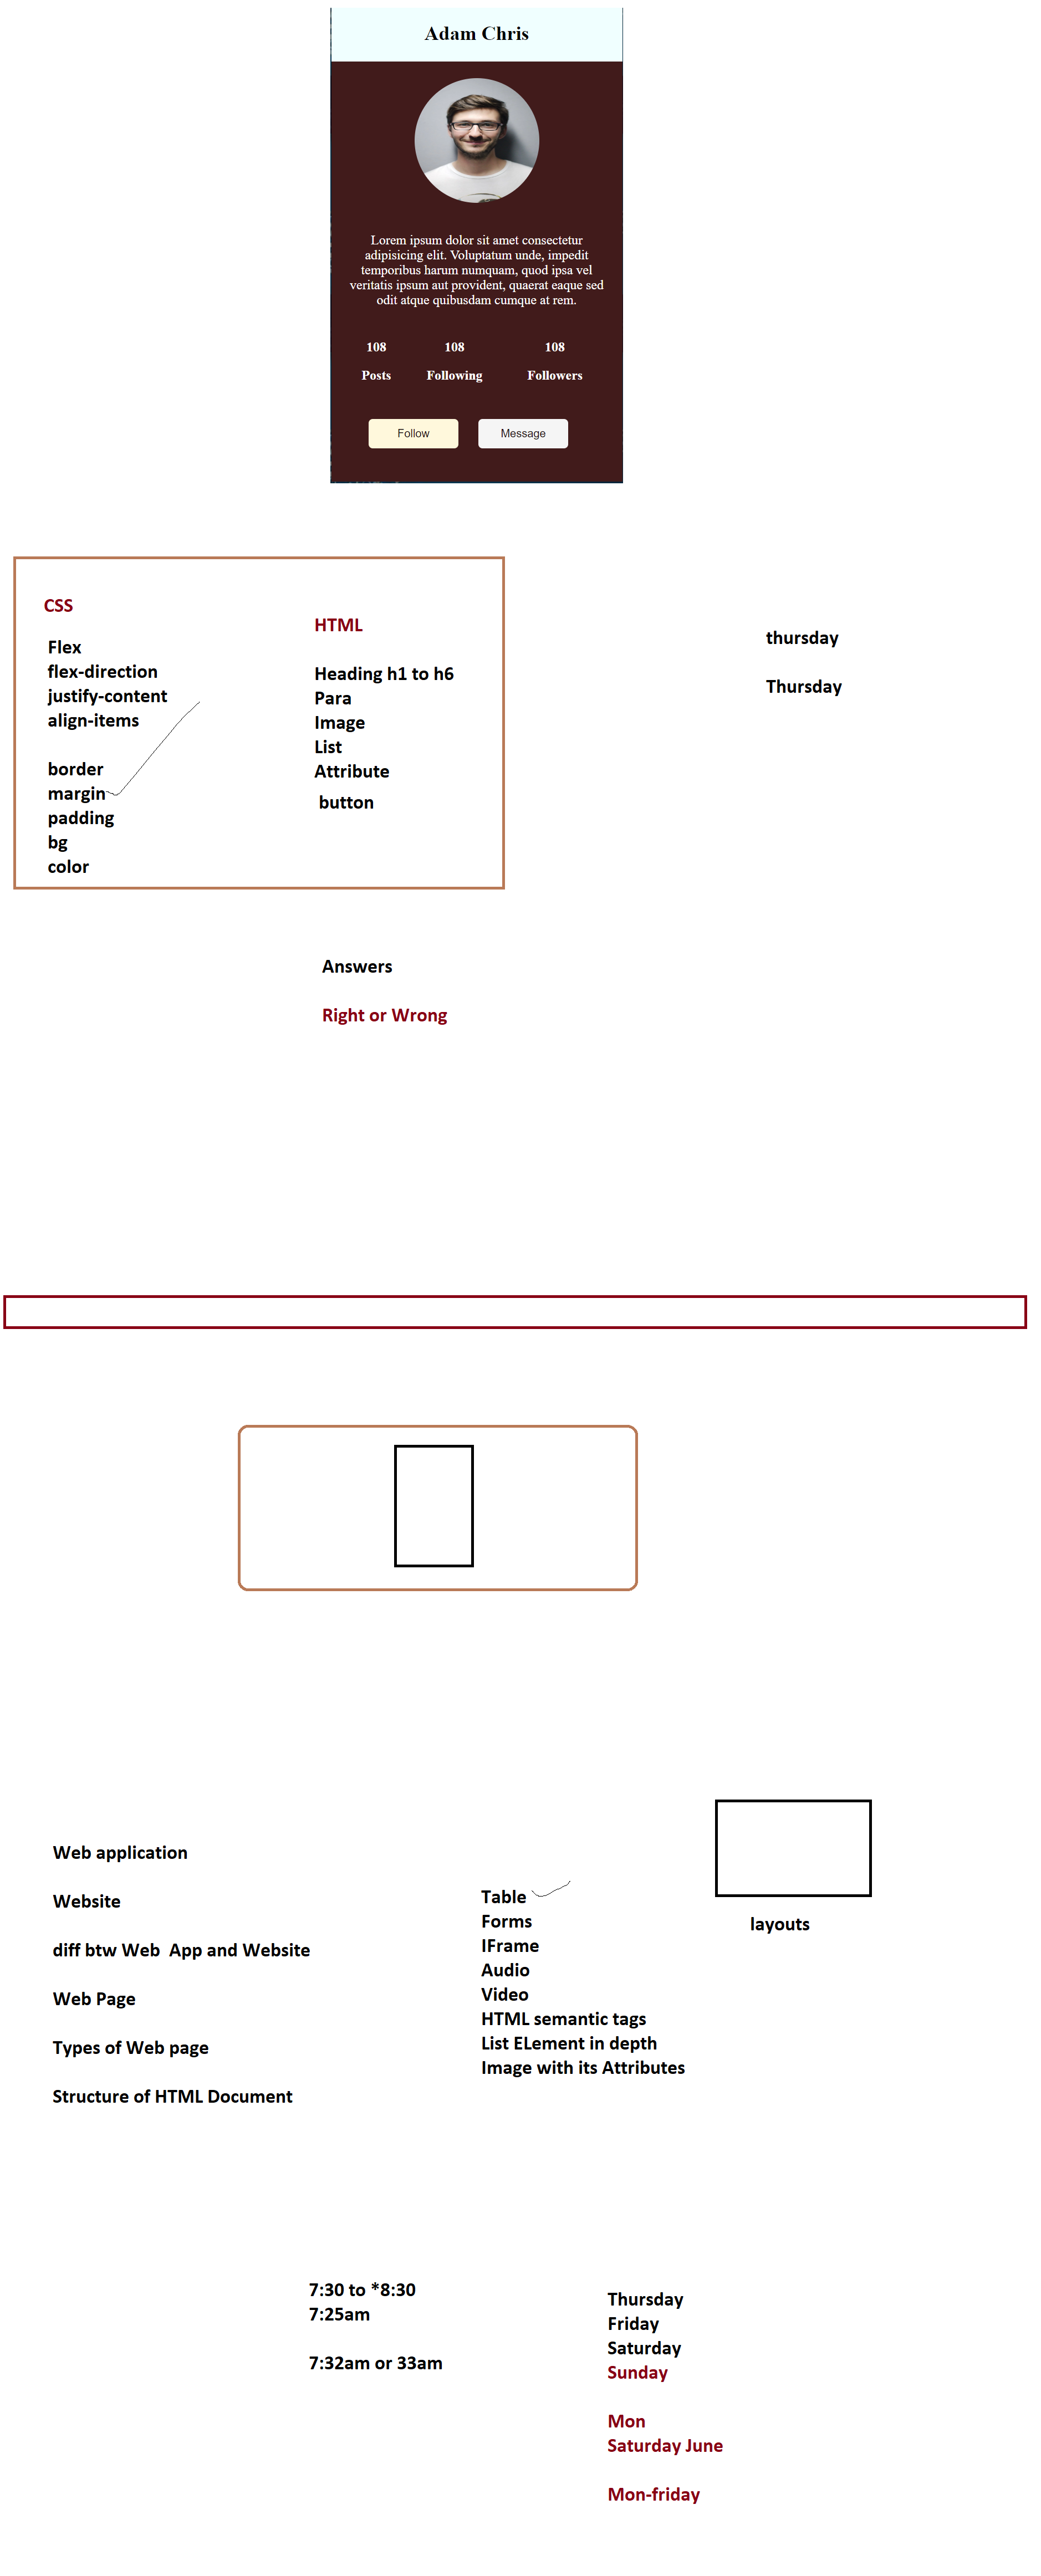 Adam Chris
Lorem ipsum dolor sit amet consectetur
adipisicing elit. Voluptatum unde, impedit
temporibus harum numquam, quod ipsa vel
veritatis ipsum aut provident, quaerat eaque sed
odit atque quibusdam cumque at rem.
108 108 108
Posts Following Followers
Follow Message
CSS
Flex
flex-direction
justify-content
align-items
border
margin
padding
bg
color
HTML
Heading h1 to h6
Para
Image
List
Attribute
button
thursday
Thursday
Answers
Right or Wrong
Web application
Website
diff btw Web  App and Website
Web Page
Types of Web page
Structure of HTML Document
Table
Forms
IFrame
Audio
Video
HTML semantic tags
List ELement in depth
Image with its Attributes
layouts
7:30 to *8:30
7:25am
7:32am or 33am
Thursday
Friday
Saturday
Sunday
Mon
Saturday June
Mon-friday